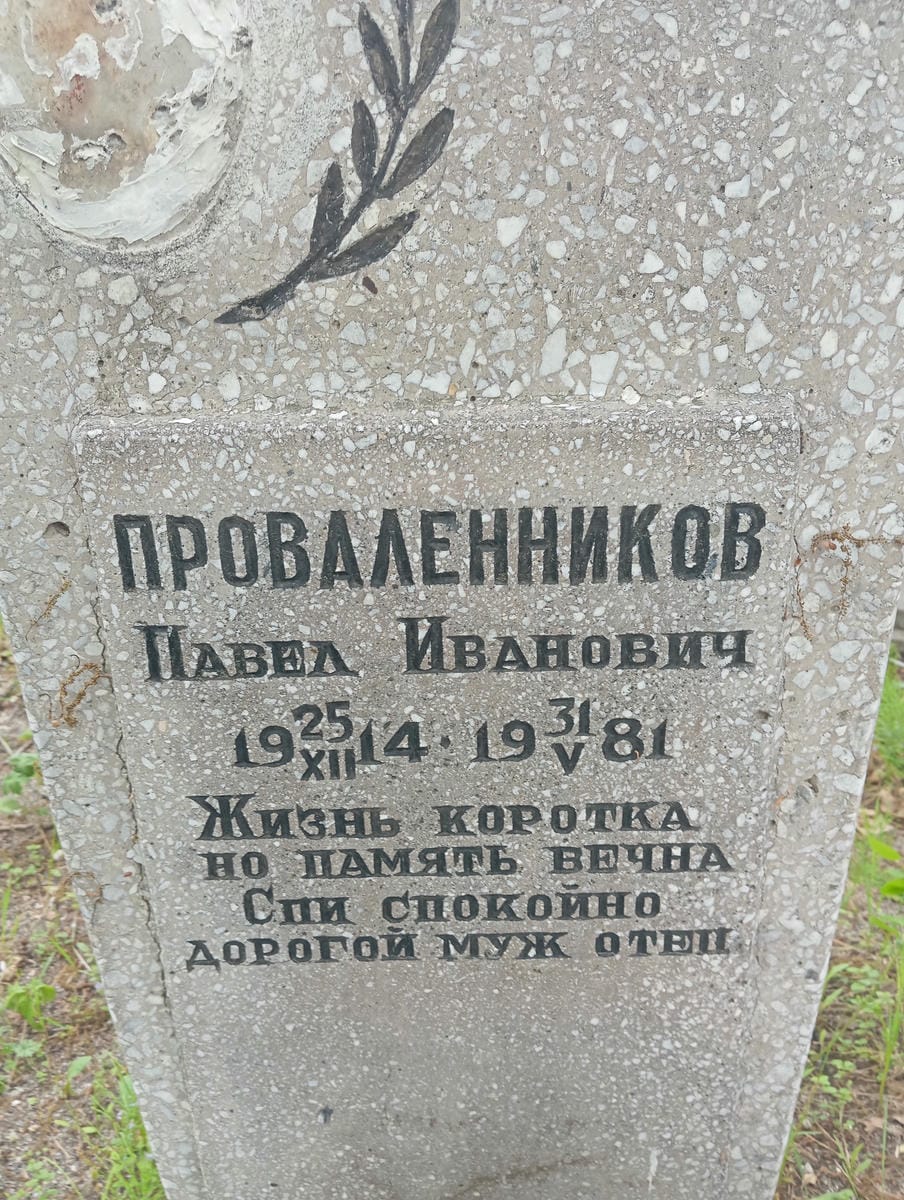 ПРОВАЛЕННИКОВ
Павел Иванович
19 25/XII 14 · 19 31/V 81
Жизнь коротка
но память вечна
Спи спокойно
дорогой муж отец